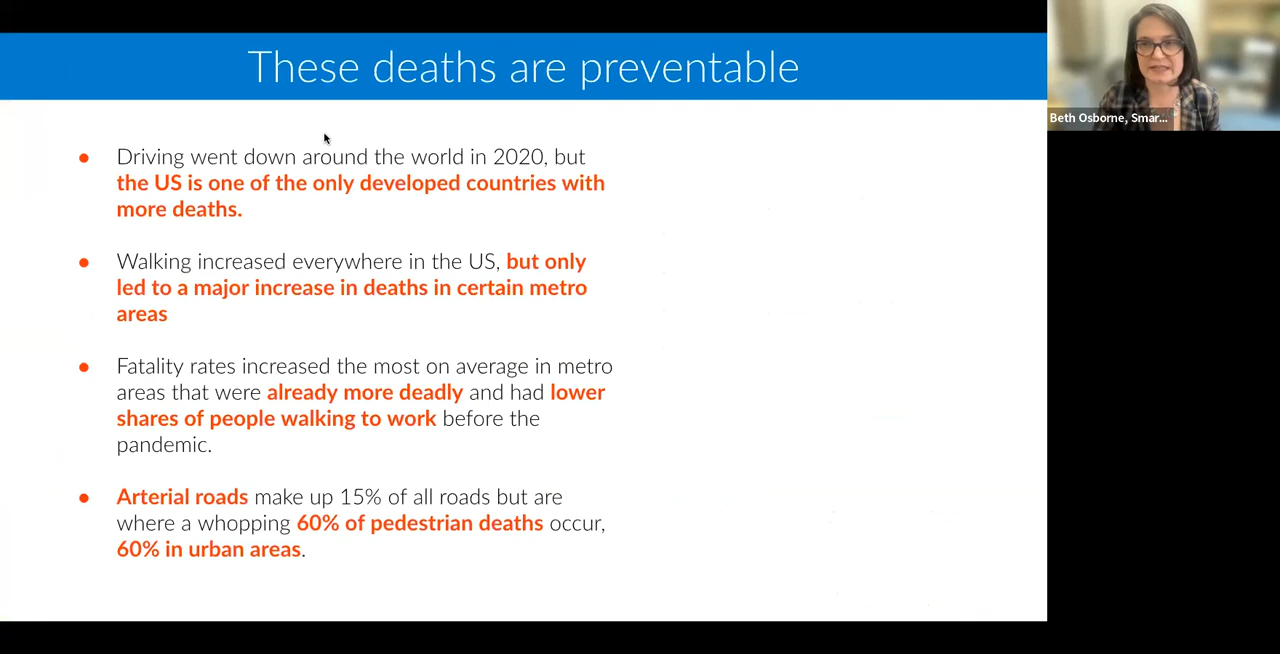 These deaths are preventable
● Driving went down around the world in 2020, but
the US is one of the only developed countries with
more deaths.
● Walking increased everywhere in the US, but only
led to a major increase in deaths in certain metro
areas
● Fatality rates increased the most on average in metro
areas that were already more deadly and had lower
shares of people walking to work before the
pandemic.
● Arterial roads make up 15% of all roads but are
where a whopping 60% of pedestrian deaths occur,
60% in urban areas.
Beth Osborne, Smar...